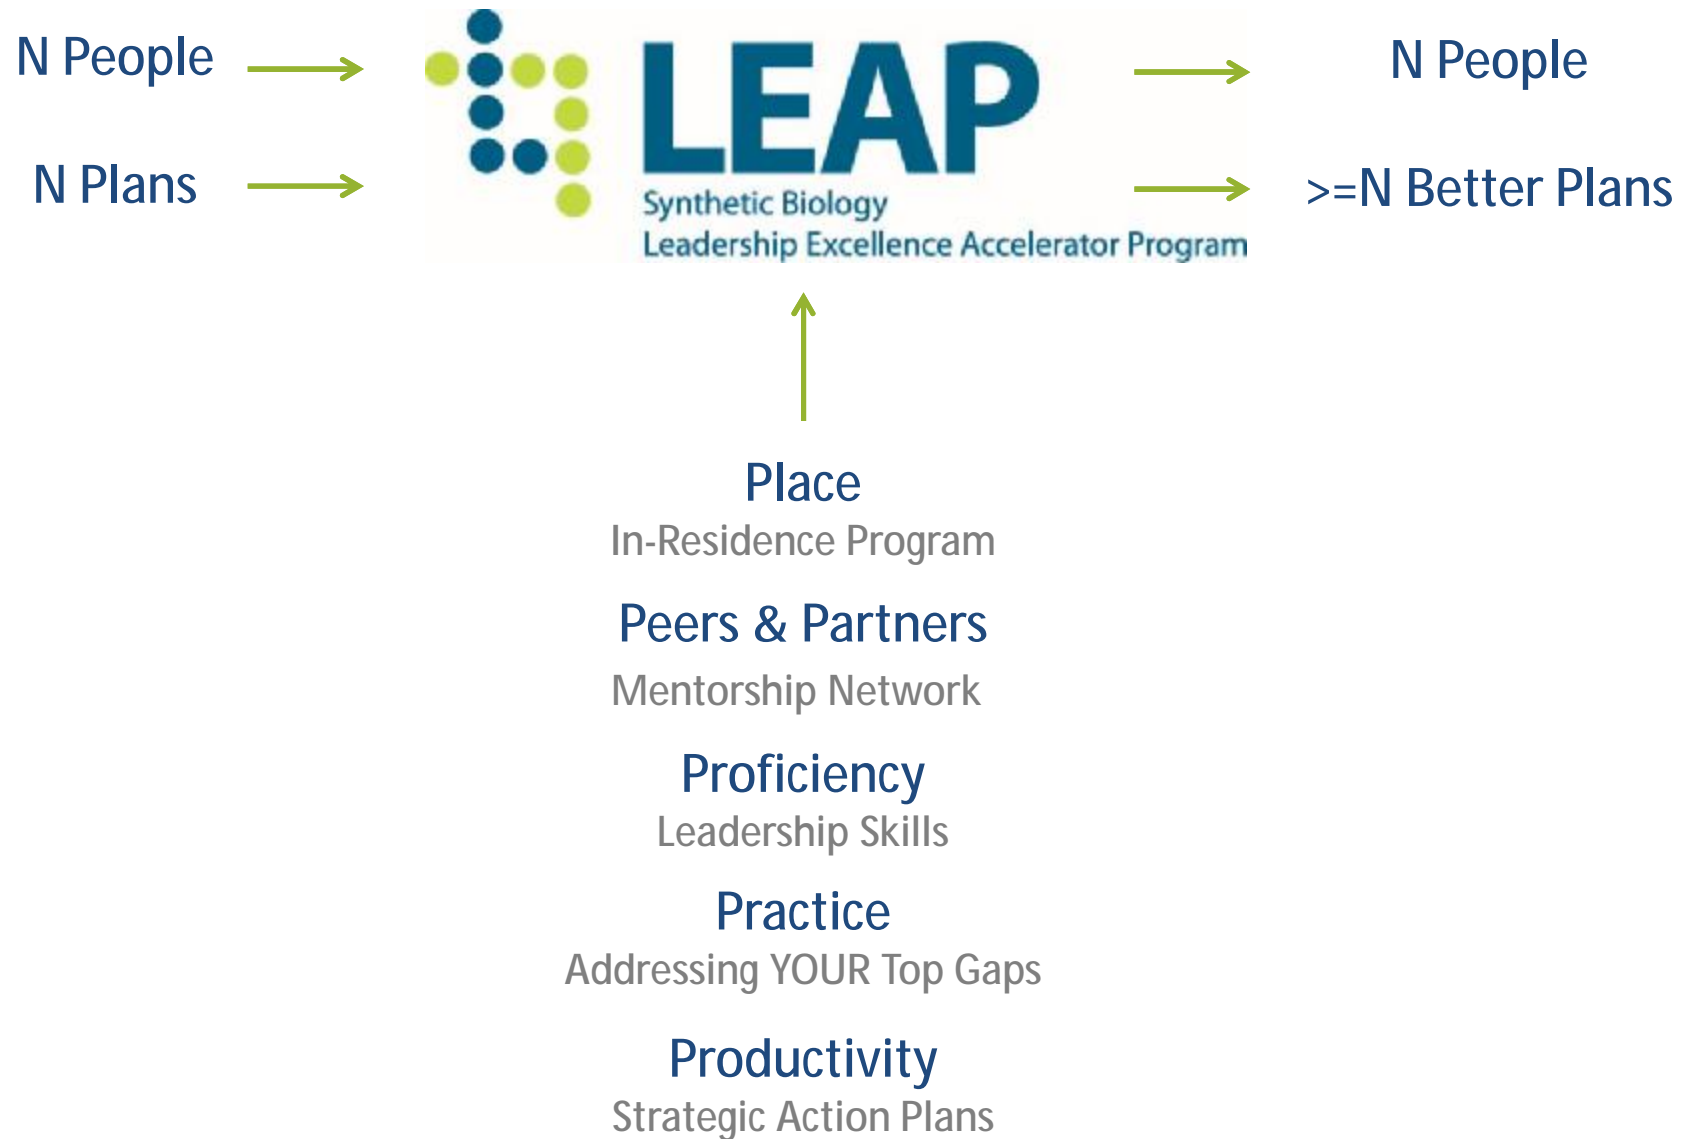 N People
N Plans
LEAP
Synthetic Biology
Leadership Excellence Accelerator Program
N People
>=N Better Plans
Place
In-Residence Program
Peers & Partners
Mentorship Network
Proficiency
Leadership Skills
Practice
Addressing YOUR Top Gaps
Productivity
Strategic Action Plans